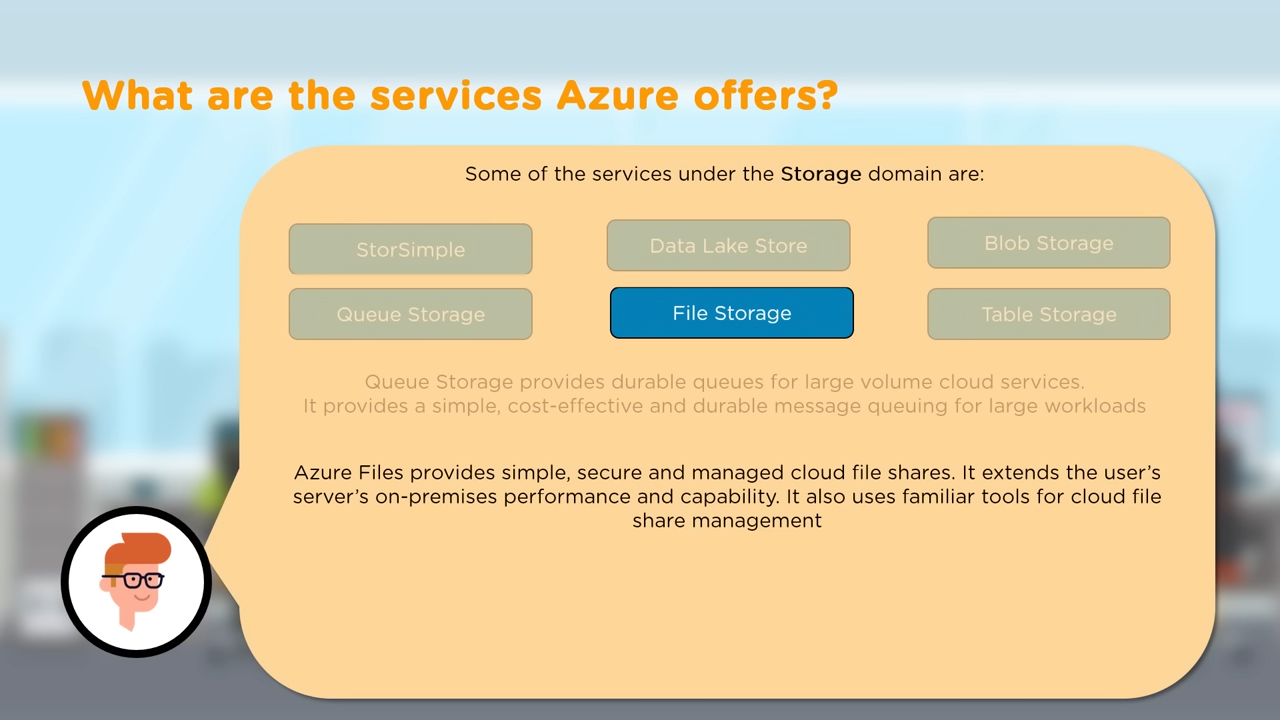 What are the services Azure offers?
Some of the services under the Storage domain are:
StorSimple
Data Lake Store
Blob Storage
Queue Storage
File Storage
Table Storage
Queue Storage provides durable queues for large volume cloud services.
It provides a simple, cost-effective and durable message queuing for large workloads
Azure Files provides simple, secure and managed cloud file shares. It extends the user’s
server’s on-premises performance and capability. It also uses familiar tools for cloud file
share management